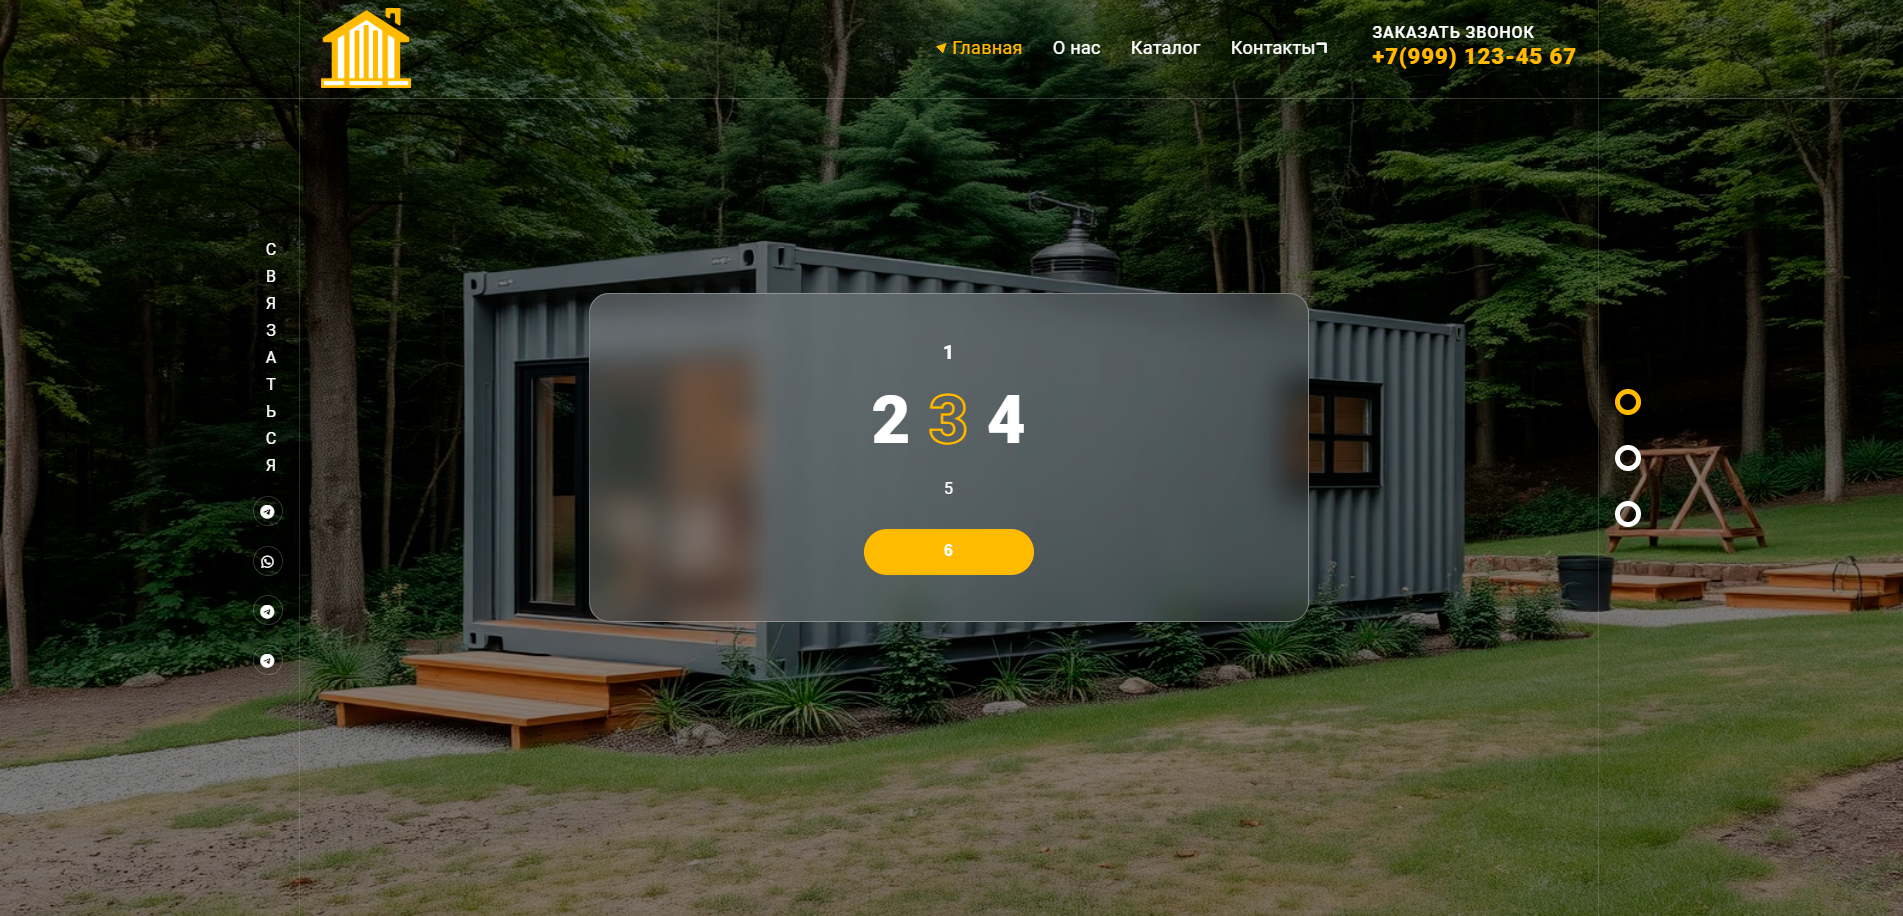 Главная О нас Каталог Контакты
ЗАКАЗАТЬ ЗВОНОК
+7(999) 123-45 67
С
В
Я
З
А
Т
Ь
С
Я
1
2 3 4
5
6